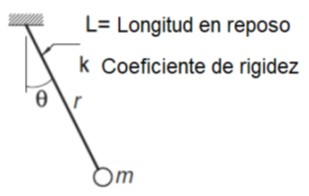 L= Longitud en reposo
k Coeficiente de rigidez
θ r
m